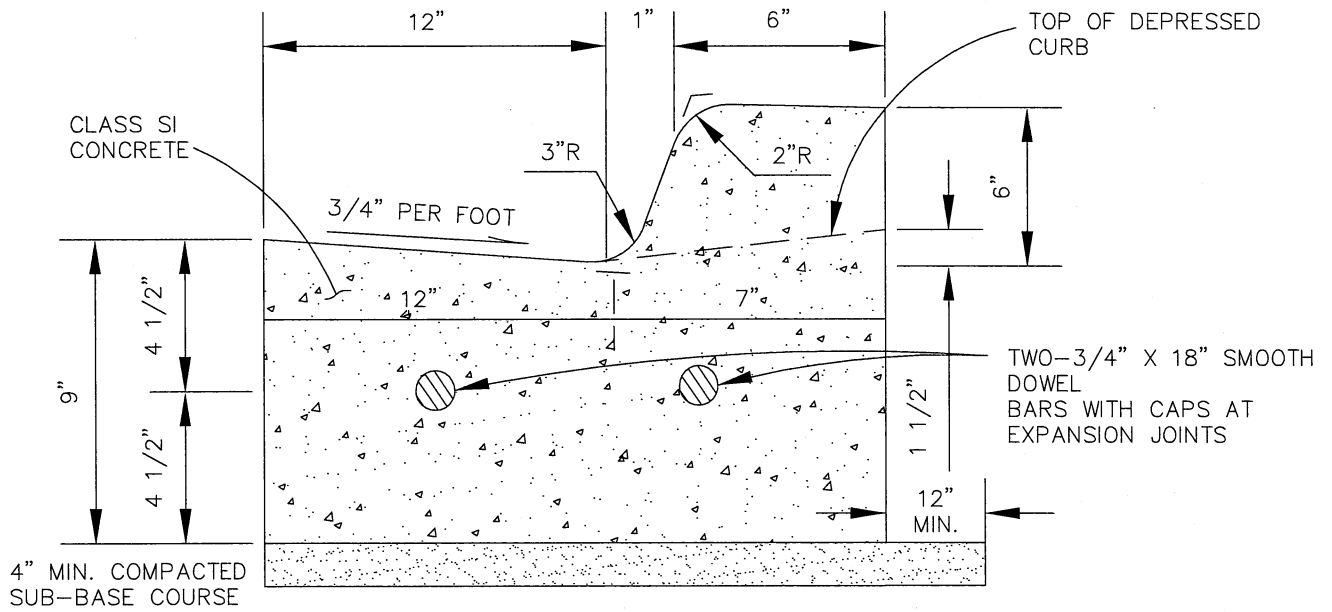 12"
1"
6"
TOP OF DEPRESSED
CURB
CLASS SI
CONCRETE
3"R
2"R
6"
3/4" PER FOOT
12"
7"
4 1/2"
9"
4 1/2"
TWO-3/4" X 18" SMOOTH
DOWEL
BARS WITH CAPS AT
EXPANSION JOINTS
1 1/2"
12"
MIN.
4" MIN. COMPACTED
SUB-BASE COURSE